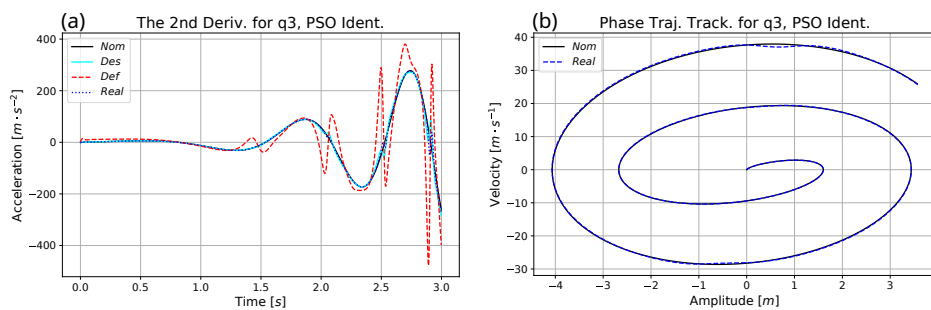 (a)
The 2nd Deriv. for q3, PSO Ident.
Nom
Des
Def
Real
Acceleration [m · s⁻²]
400
200
0
−200
−400
0.0 0.5 1.0 1.5 2.0 2.5 3.0
Time [s]
(b)
Phase Traj. Track. for q3, PSO Ident.
Nom
Real
Velocity [m · s⁻¹]
40
30
20
10
0
−10
−20
−30
−4 −3 −2 −1 0 1 2 3
Amplitude [m]